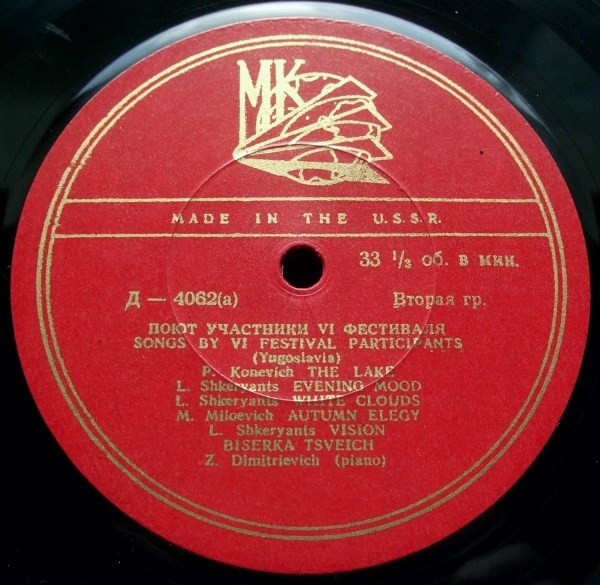 МК
MADE IN THE U.S.S.R.
33 1/3 об. в мин.
Д — 4062(а)
Вторая гр.
ПОЮТ УЧАСТНИКИ VI ФЕСТИВАЛЯ
SONGS BY VI FESTIVAL PARTICIPANTS
(Yugoslavia)
P. Konevich THE LAKE
L. Shkeryants EVENING MOOD
L. Shkeryants WHITE CLOUDS
M. Miloevich AUTUMN ELEGY
L. Shkeryants VISION
BISERKA TSVEICH
Z. Dimitrievich (piano)